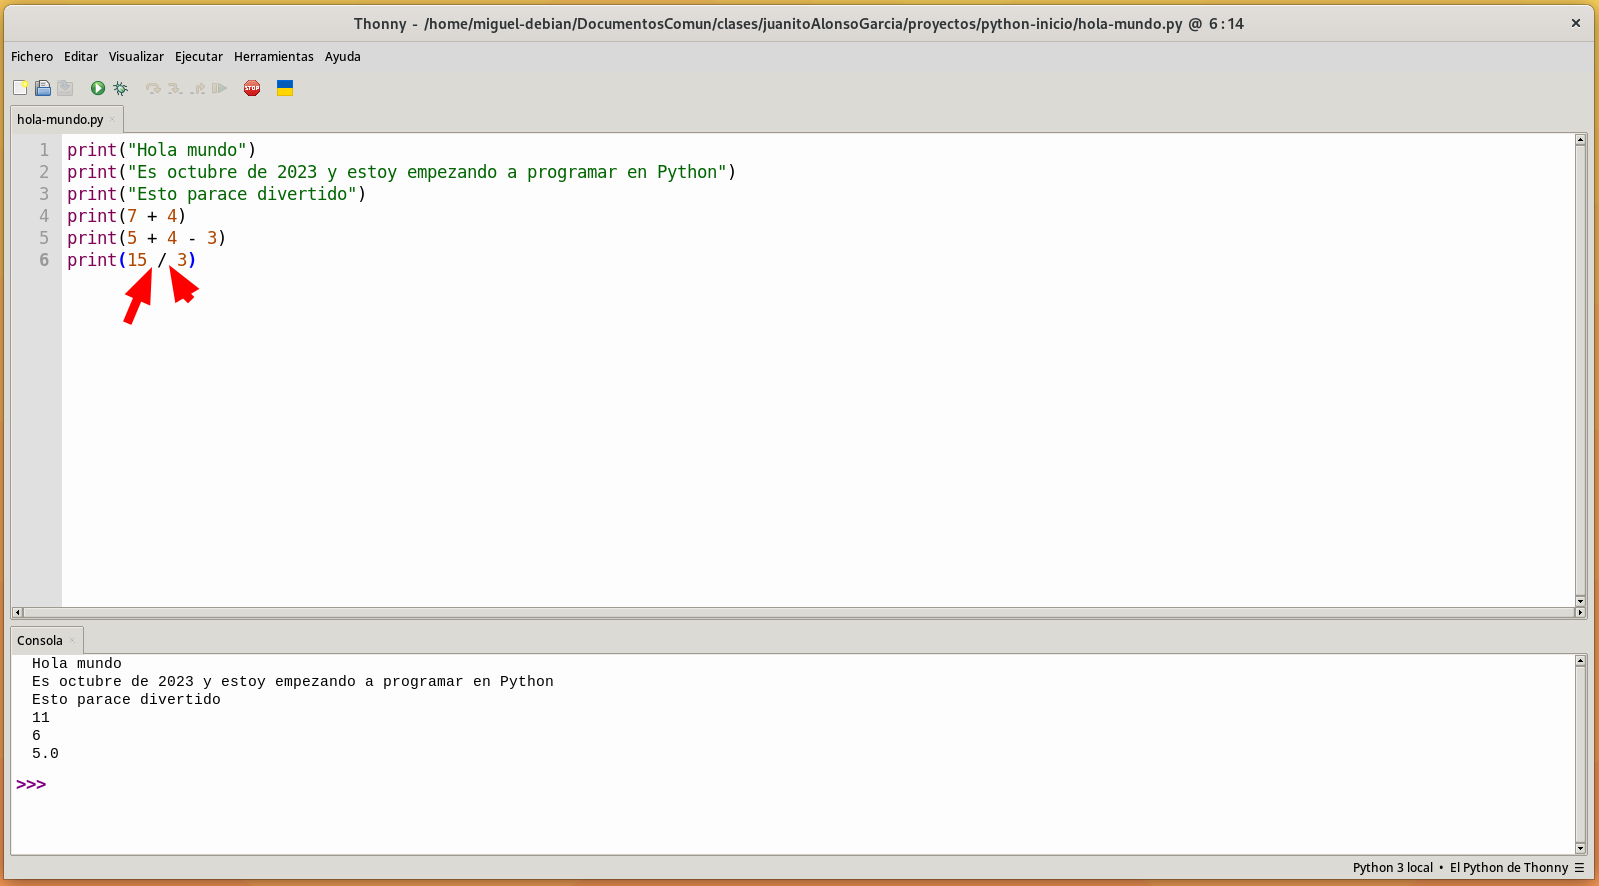 Thonny - /home/miguel-debian/DocumentosComun/clases/juanitoAlonsoGarcia/proyectos/python-inicio/hola-mundo.py @ 6:14
Fichero Editar Visualizar Ejecutar Herramientas Ayuda
STOP
hola-mundo.py
1 print("Hola mundo")
2 print("Es octubre de 2023 y estoy empezando a programar en Python")
3 print("Esto parace divertido")
4 print(7 + 4)
5 print(5 + 4 - 3)
6 print(15 / 3)
Consola
Hola mundo
Es octubre de 2023 y estoy empezando a programar en Python
Esto parace divertido
11
6
5.0
>>>
Python 3 local • El Python de Thonny ☰